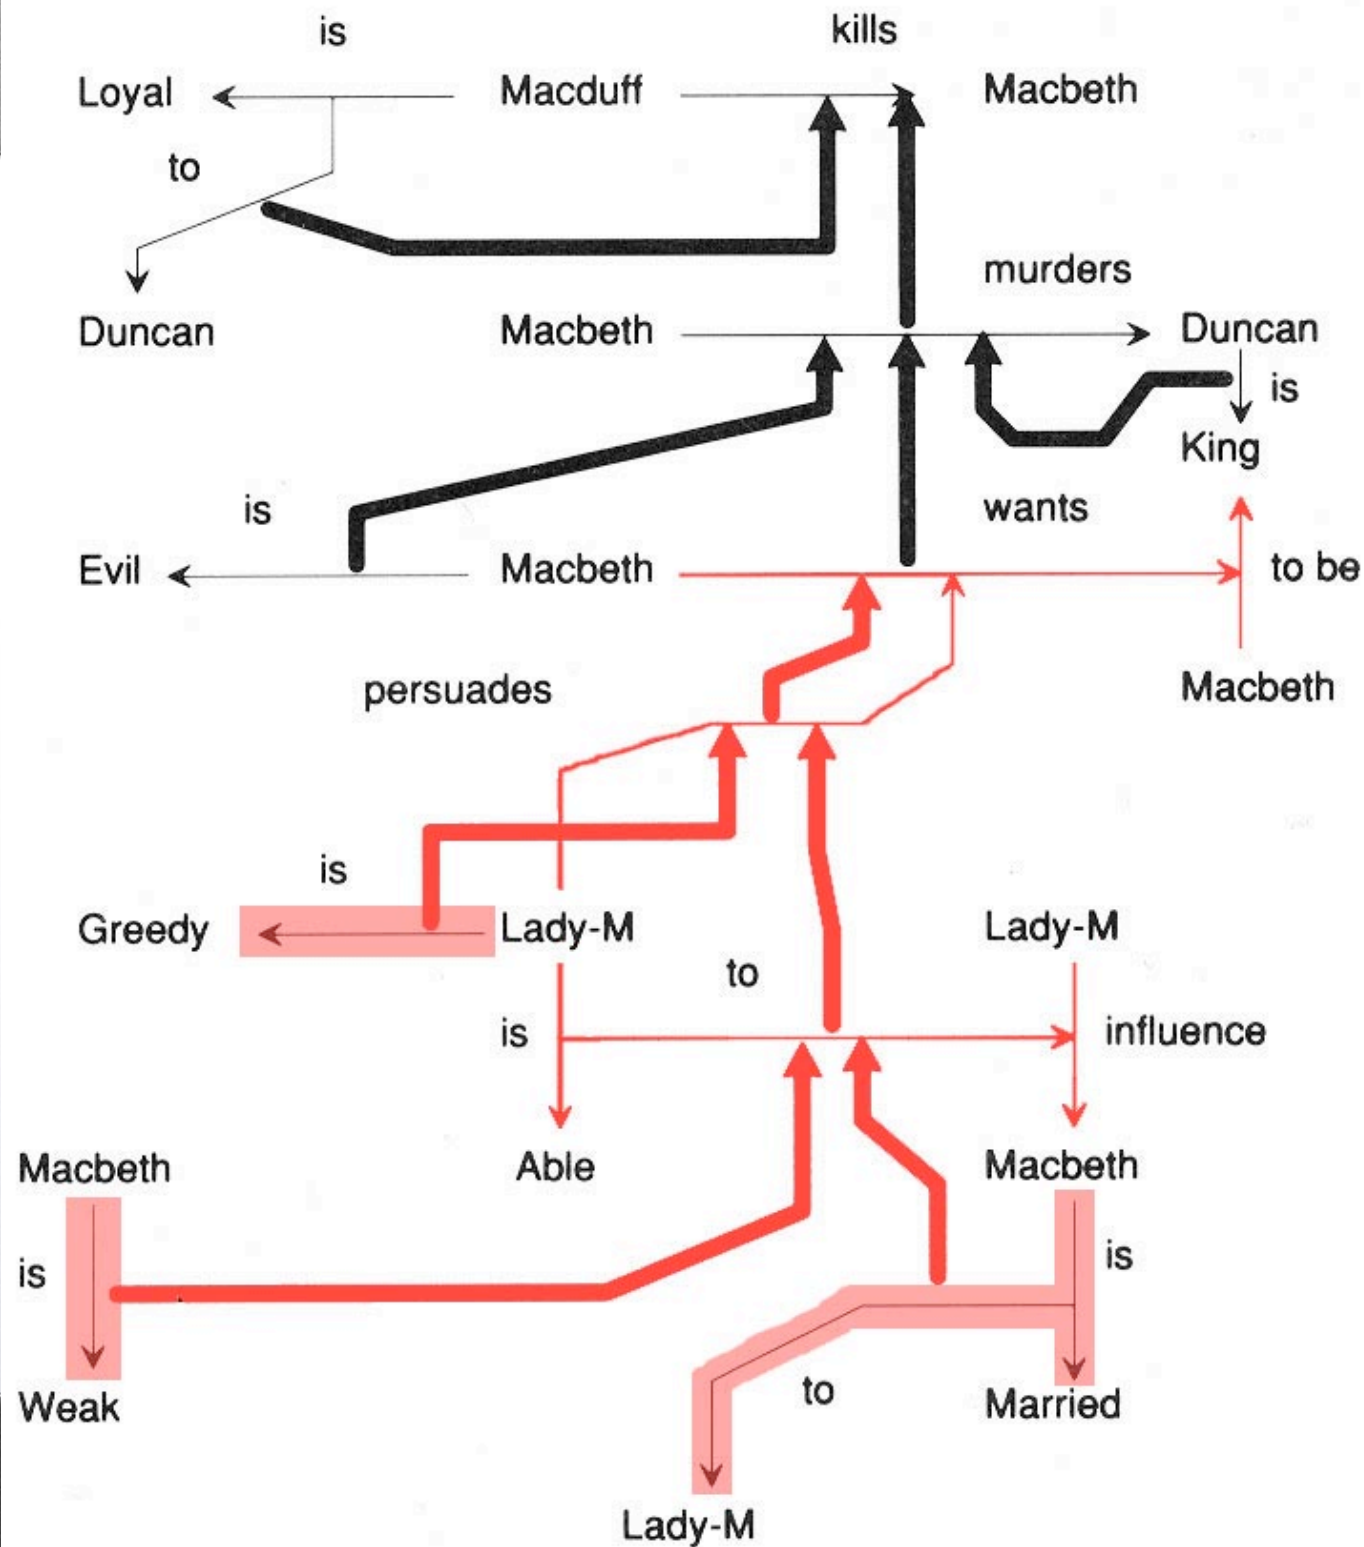 is kills
Loyal Macduff Macbeth
to
murders
Duncan Macbeth Duncan
is
King
is wants
Evil Macbeth to be
persuades Macbeth
is
Greedy Lady-M Lady-M
to
is influence
Macbeth Able Macbeth
is is
Weak to Married
Lady-M